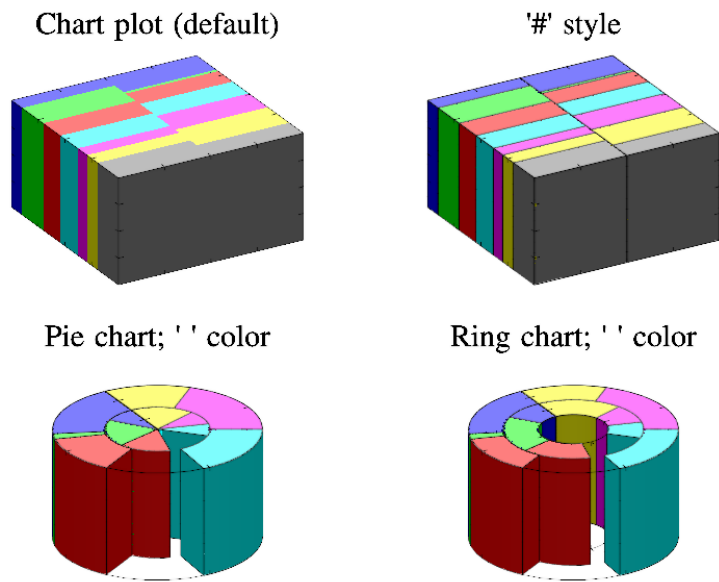 Chart plot (default)
'#' style
Pie chart; ' ' color
Ring chart; ' ' color